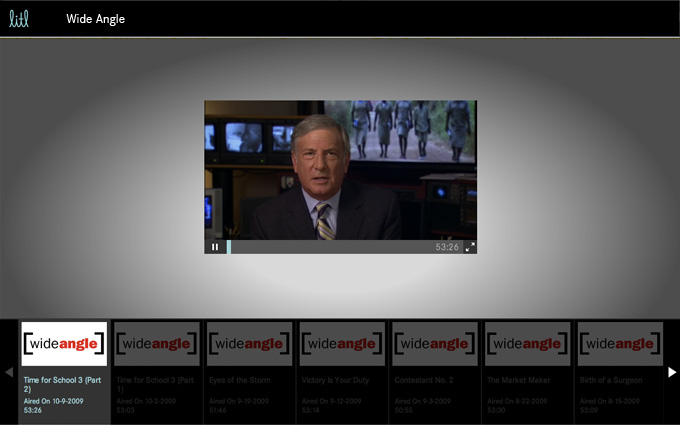 litl
Wide Angle
53:26
[wideangle]
Time for School 3 (Part
2)
Aired On 10-9-2009
53:26
[wideangle]
Time for School 3 (Part
1)
Aired On 10-2-2009
53:03
[wideangle]
Eyes of the Storm
Aired On 9-19-2009
51:46
[wideangle]
Victory Is Your Duty
Aired On 9-12-2009
53:14
[wideangle]
Contestant No. 2
Aired On 9-3-2009
50:55
[wideangle]
The Market Maker
Aired On 8-22-2009
53:00
[wideangle]
Birth of a Surgeon
Aired On 8-15-2009
53:09